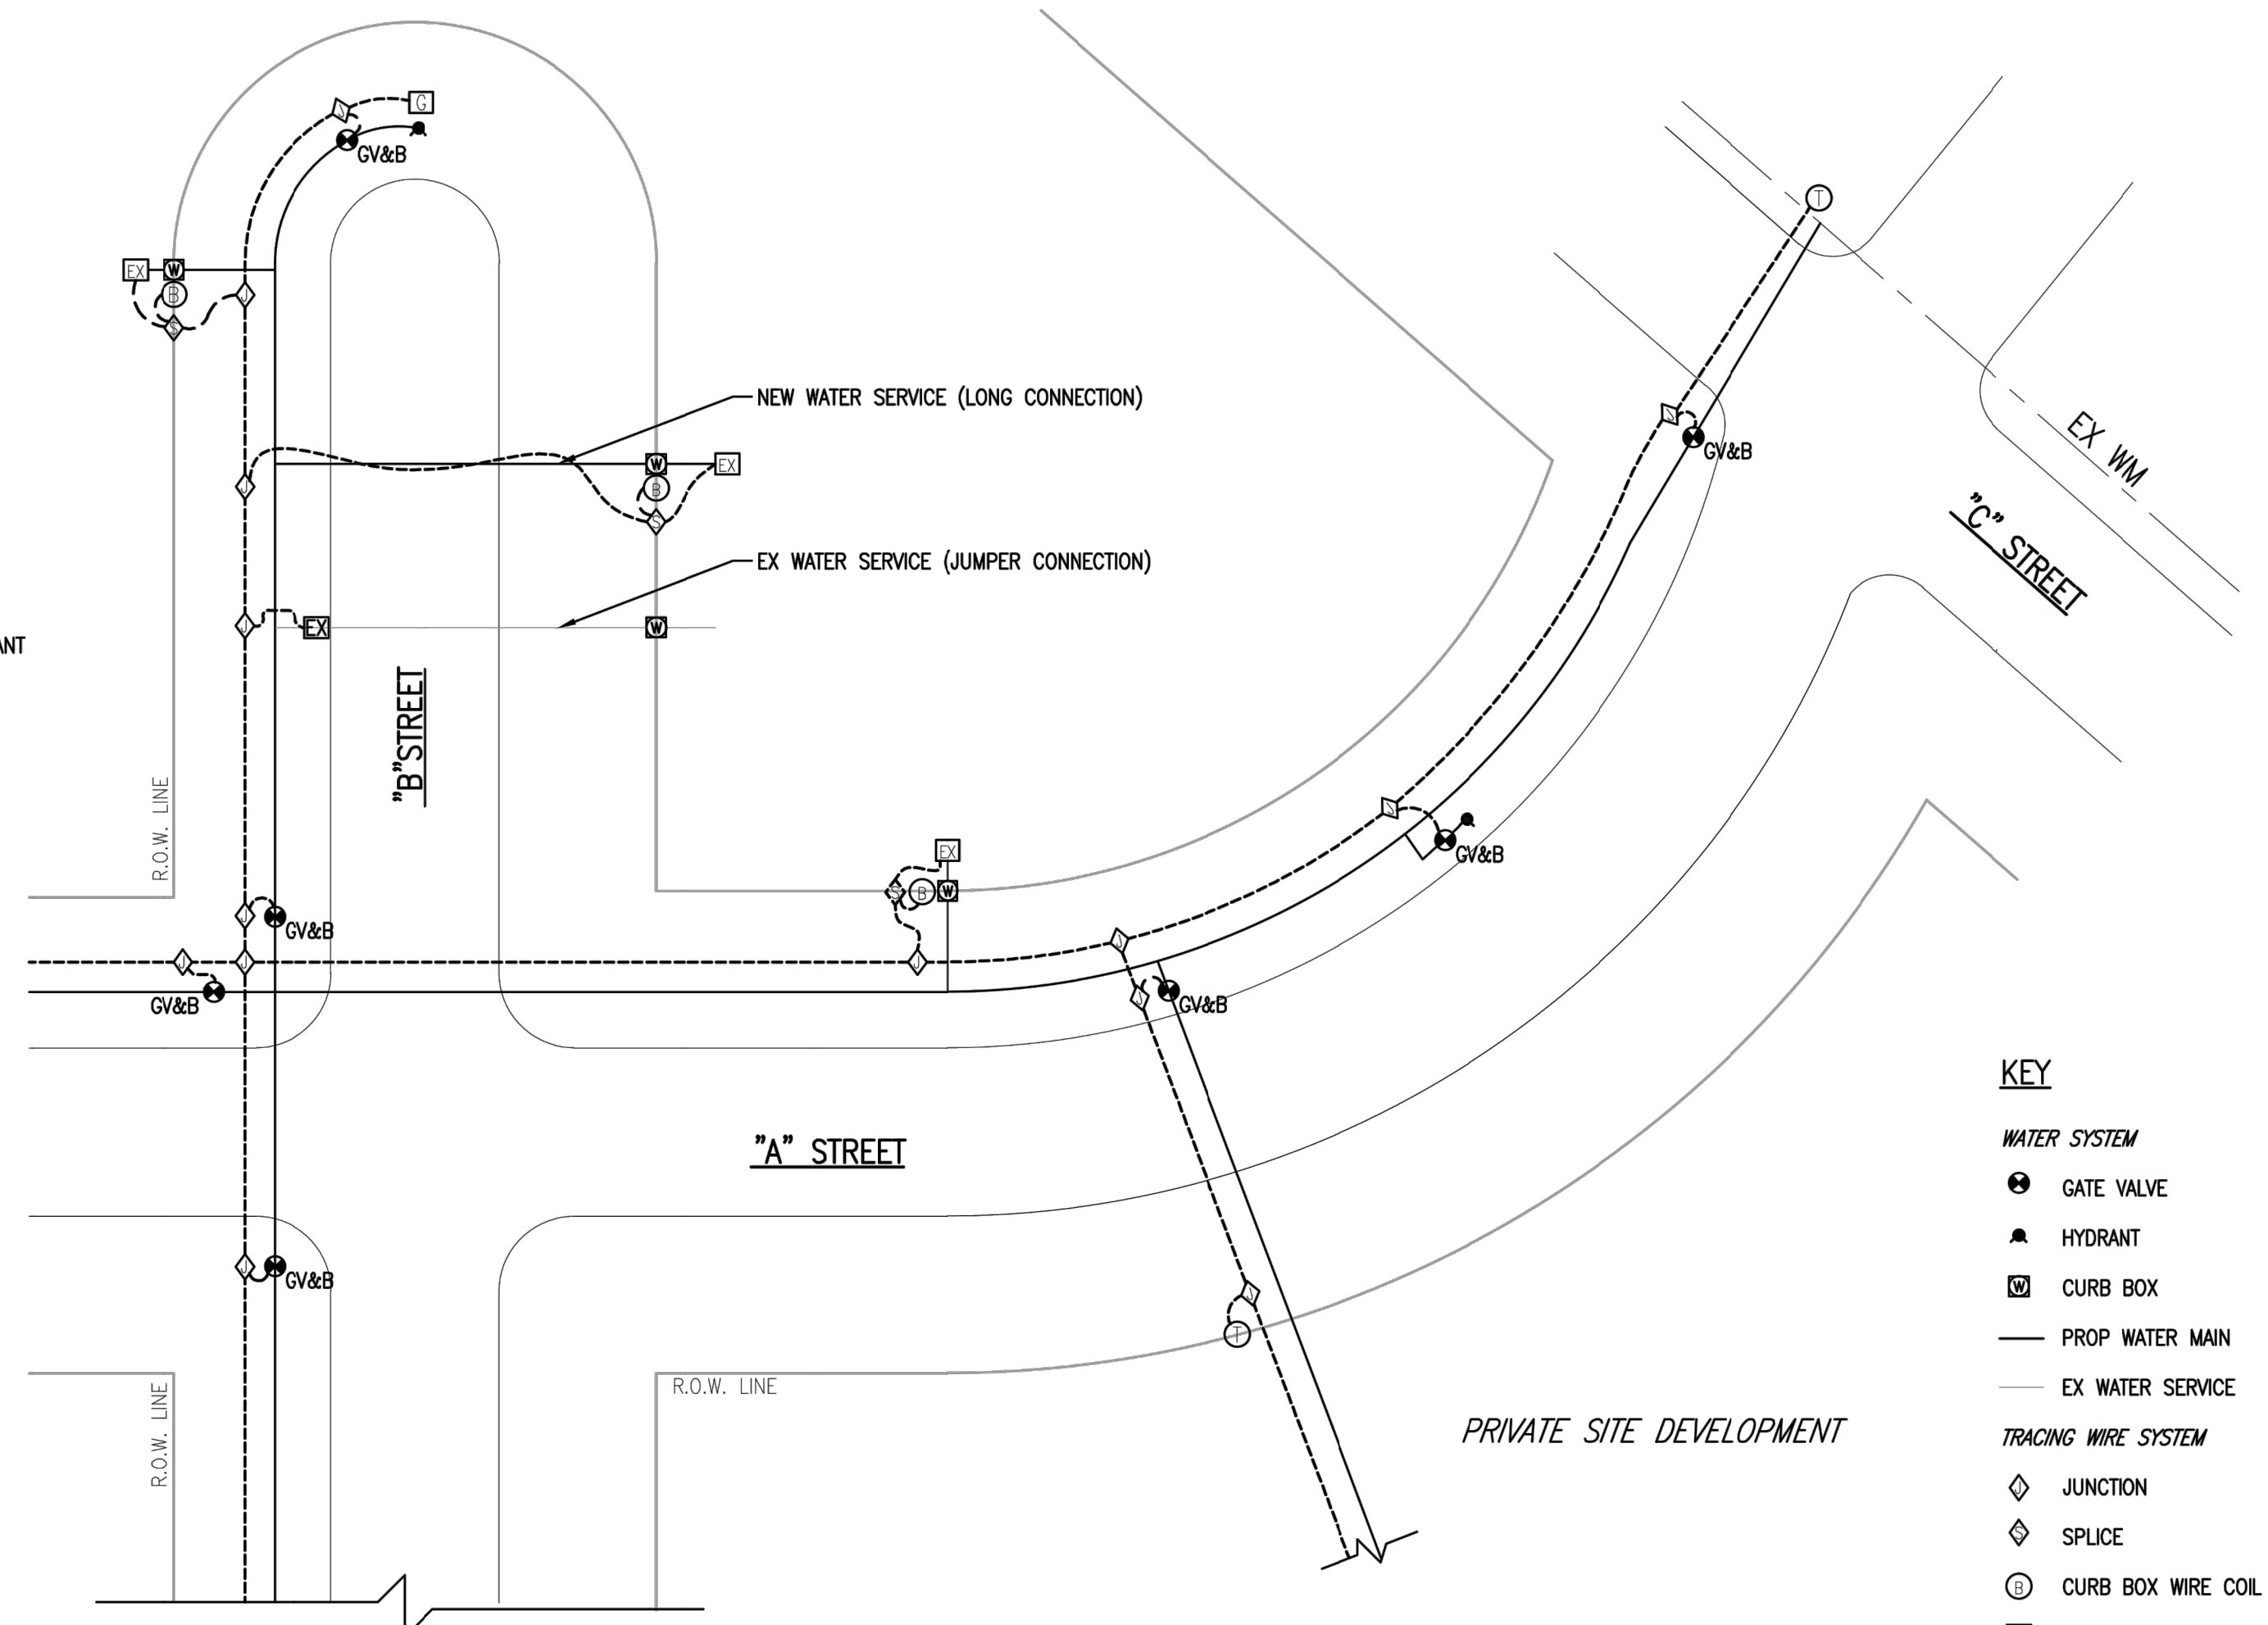 G
J
GV&B
T
EX W
B
J
S
NEW WATER SERVICE (LONG CONNECTION)
J
GV&B
EX WM
W EX
J
B
S
"C" STREET
EX WATER SERVICE (JUMPER CONNECTION)
J EX W
ANT
"B"STREET
R.O.W. LINE
J
GV&B
EX
S B W
J
GV&B
J
J
J
J
GV&B
J
GV&B
KEY
"A" STREET
WATER SYSTEM
GATE VALVE
HYDRANT
J
GV&B
W CURB BOX
J
T
PROP WATER MAIN
R.O.W. LINE
R.O.W. LINE
EX WATER SERVICE
PRIVATE SITE DEVELOPMENT
TRACING WIRE SYSTEM
J JUNCTION
S SPLICE
B CURB BOX WIRE COIL